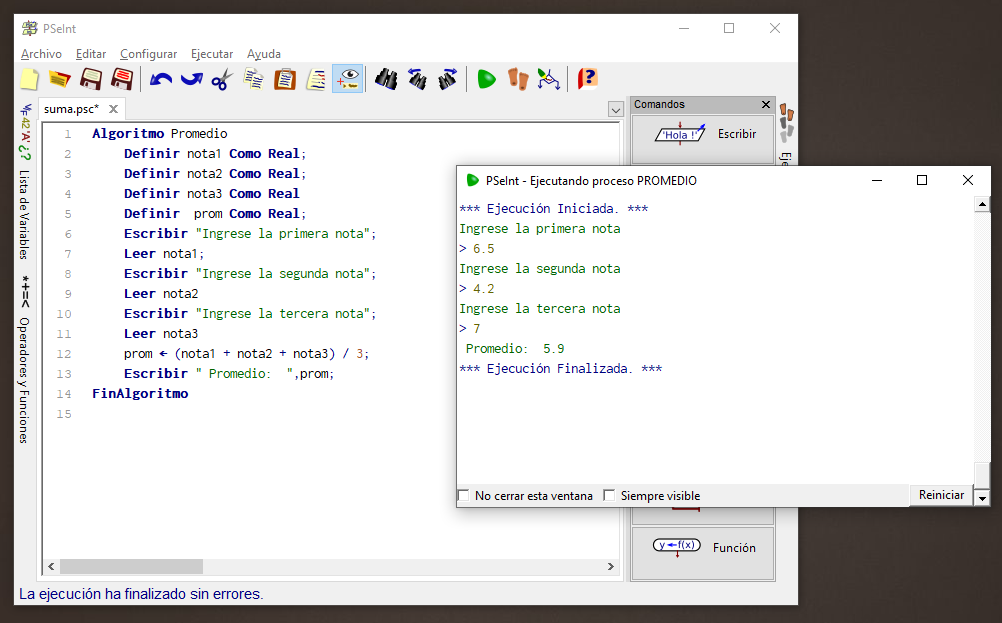 PSeInt
Archivo Editar Configurar Ejecutar Ayuda
suma.psc*
Comandos
'Hola !' Escribir
*+=< Operadores y Funciones
42 'A' ¿? Lista de Variables
Eje
1 Algoritmo Promedio
2 Definir nota1 Como Real;
3 Definir nota2 Como Real;
4 Definir nota3 Como Real
5 Definir  prom Como Real;
6 Escribir "Ingrese la primera nota";
7 Leer nota1;
8 Escribir "Ingrese la segunda nota";
9 Leer nota2
10 Escribir "Ingrese la tercera nota";
11 Leer nota3
12 prom ← (nota1 + nota2 + nota3) / 3;
13 Escribir " Promedio:  ",prom;
14 FinAlgoritmo
15
PSeInt - Ejecutando proceso PROMEDIO
*** Ejecución Iniciada. ***
Ingrese la primera nota
> 6.5
Ingrese la segunda nota
> 4.2
Ingrese la tercera nota
> 7
Promedio:  5.9
*** Ejecución Finalizada. ***
No cerrar esta ventana Siempre visible Reiniciar
y←f(x) Función
La ejecución ha finalizado sin errores.